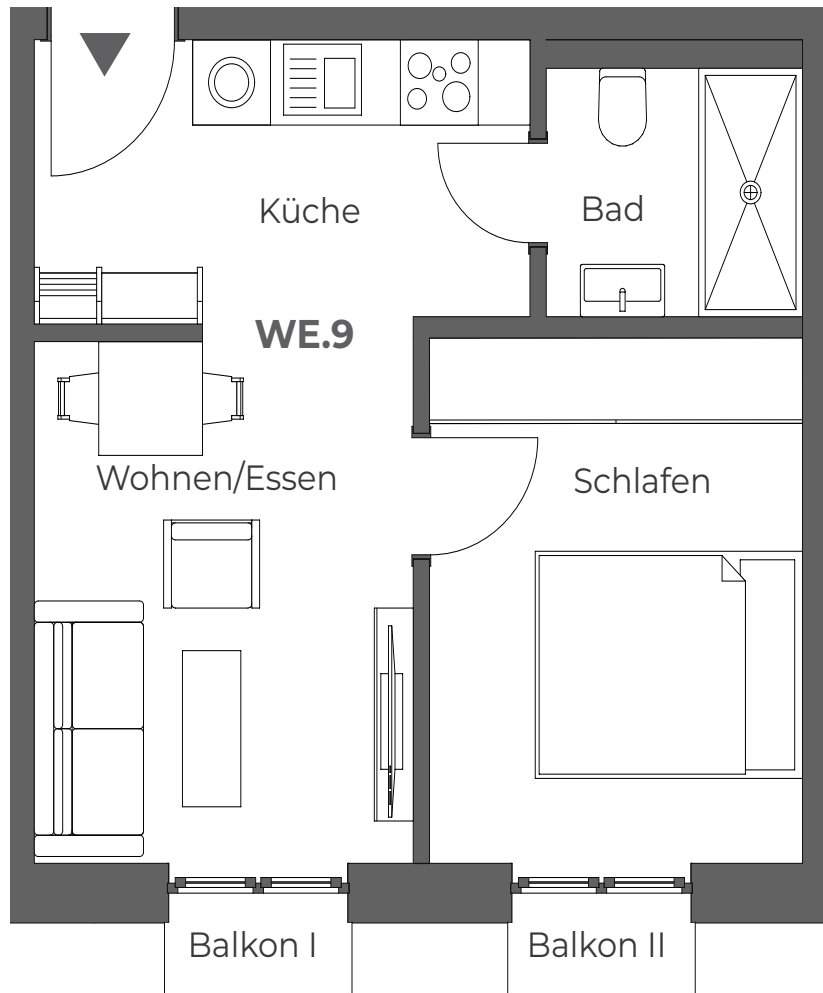 Küche
Bad
WE.9
Wohnen/Essen
Schlafen
Balkon I
Balkon II